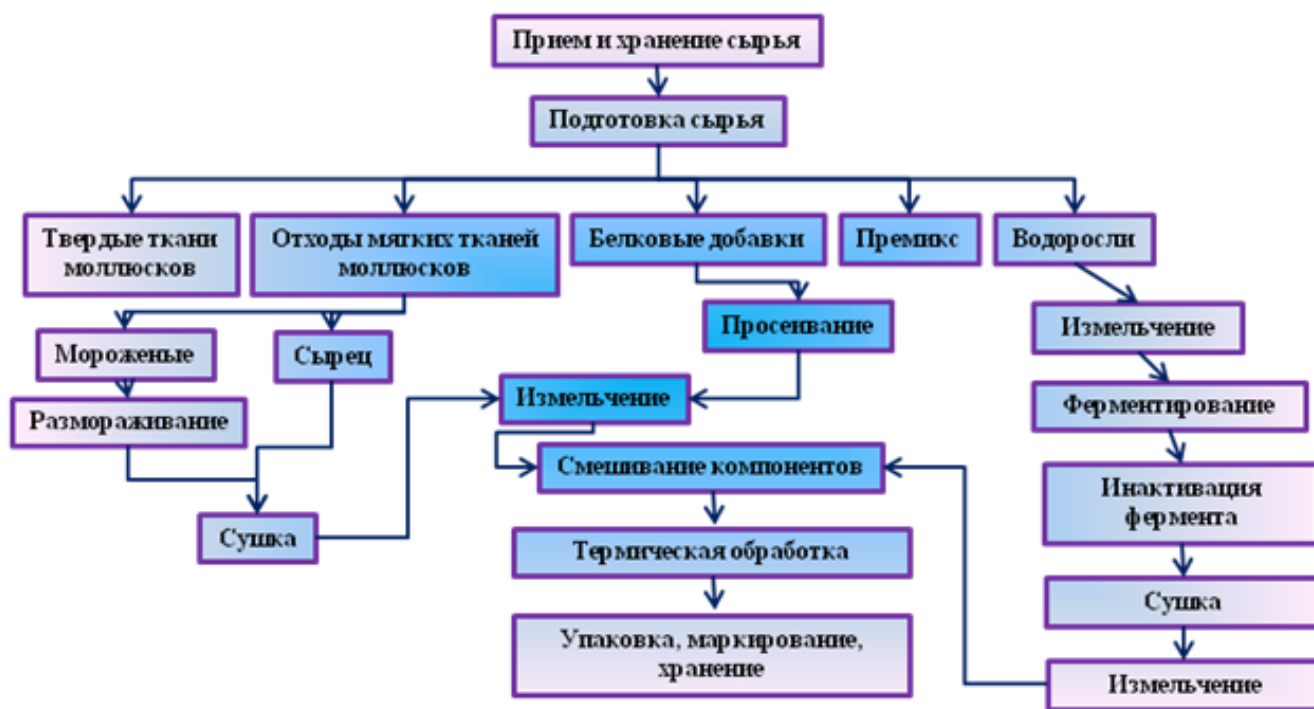 Прием и хранение сырья
Подготовка сырья
Твердые ткани
моллюсков
Отходы мягких тканей
моллюсков
Белковые добавки
Премикс
Водоросли
Просеивание
Измельчение
Мороженые
Сырец
Измельчение
Ферментирование
Размораживание
Смешивание компонентов
Инактивация
фермента
Сушка
Термическая обработка
Сушка
Упаковка, маркирование,
хранение
Измельчение